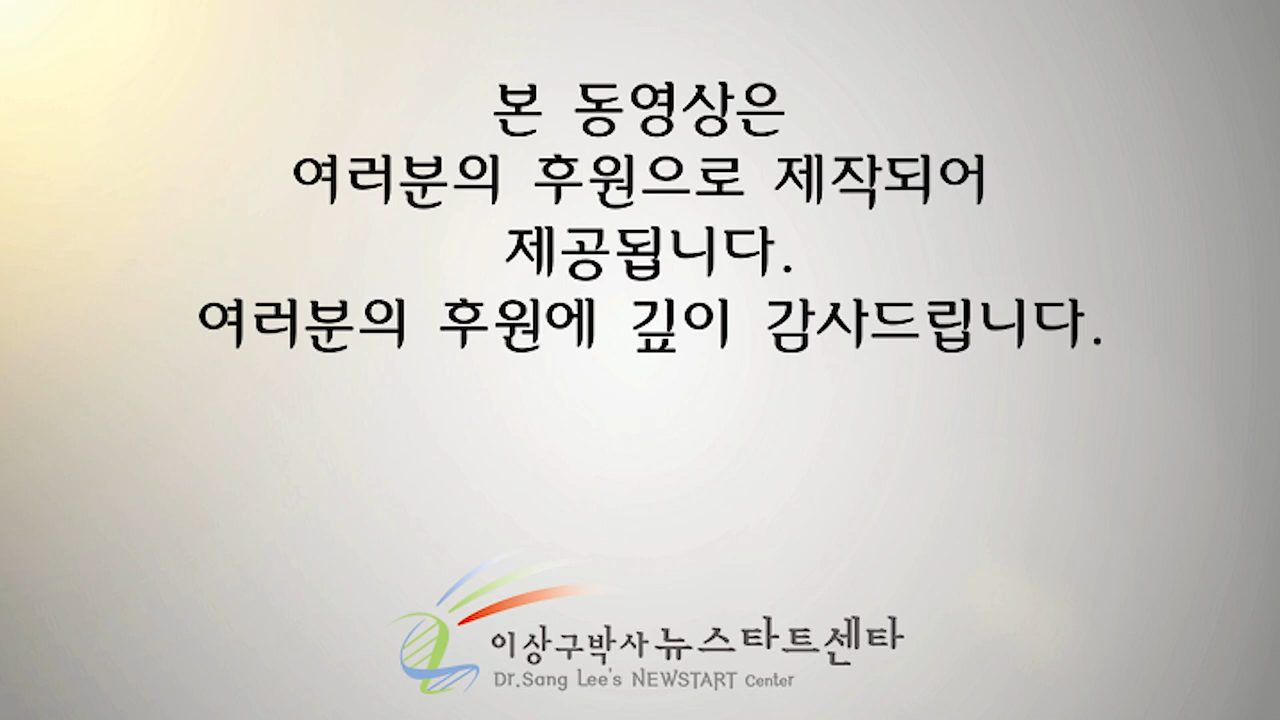 본 동영상은
여러분의 후원으로 제작되어
제공됩니다.
여러분의 후원에 깊이 감사드립니다.
이상구박사 뉴스타트센타
Dr.Sang Lee's NEWSTART Center